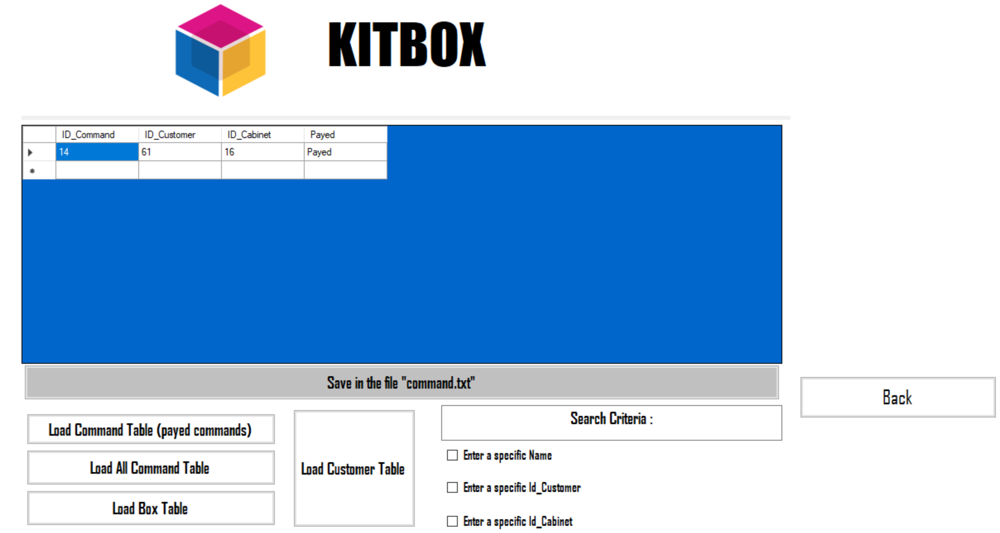 KITBOX
ID_Command ID_Customer ID_Cabinet Payed
14 61 16 Payed
Save in the file "command.txt"
Back
Load Command Table (payed commands)
Load All Command Table
Load Box Table
Load Customer Table
Search Criteria :
Enter a specific Name
Enter a specific Id_Customer
Enter a specific Id_Cabinet